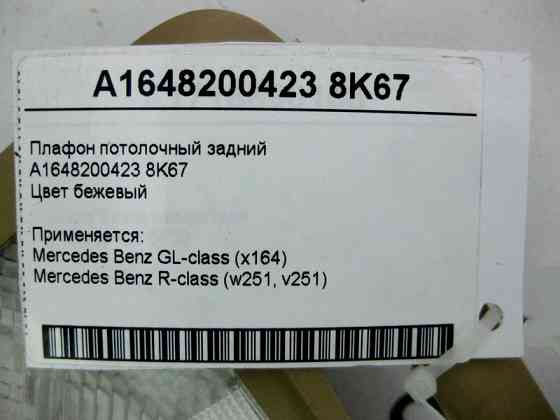 A1648200423 8K67
Плафон потолочный задний
A1648200423 8K67
Цвет бежевый
Применяется:
Mercedes Benz GL-class (x164)
Mercedes Benz R-class (w251, v251)